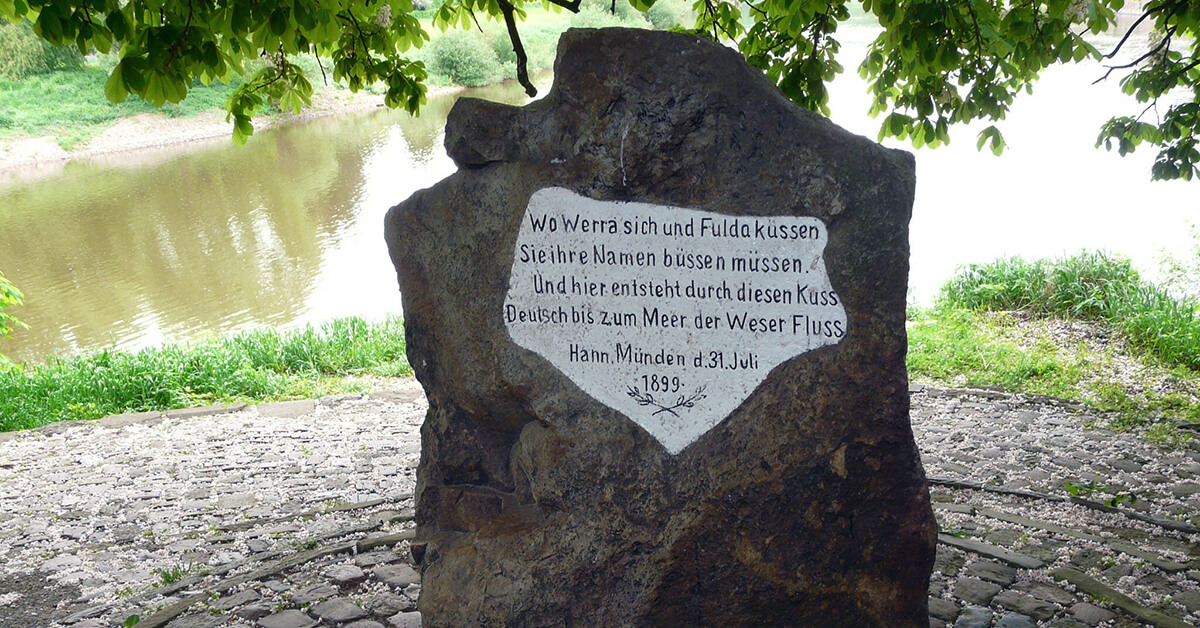 Wo Werra sich und Fulda küssen
Sie ihre Namen büssen müssen.
Und hier entsteht durch diesen Kuss
Deutsch bis zum Meer der Weser Fluss
Hann. Münden d. 31. Juli
1899.